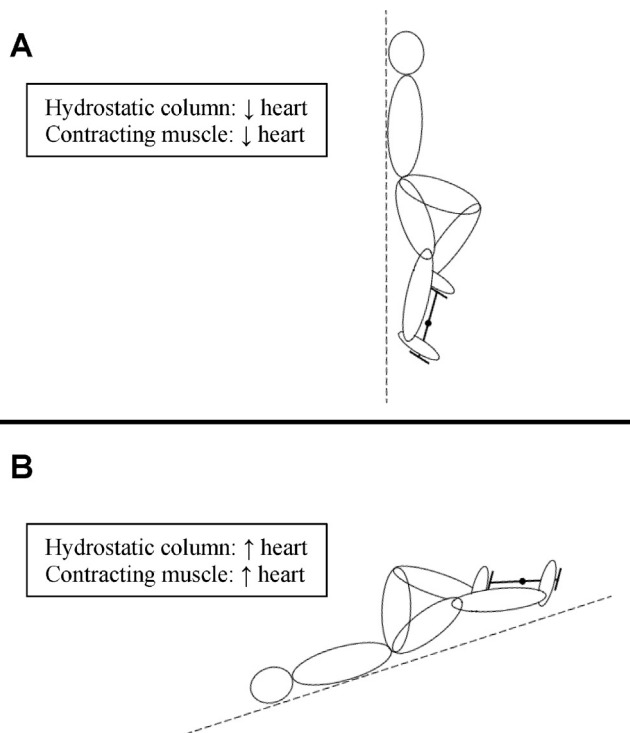 A
Hydrostatic column: ↓ heart
Contracting muscle: ↓ heart
B
Hydrostatic column: ↑ heart
Contracting muscle: ↑ heart